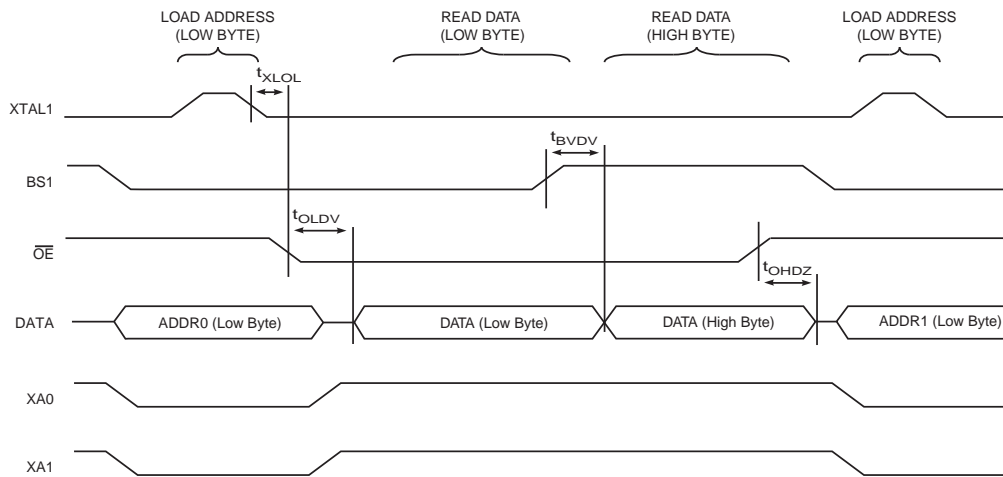 LOAD ADDRESS
(LOW BYTE)
READ DATA
(LOW BYTE)
READ DATA
(HIGH BYTE)
LOAD ADDRESS
(LOW BYTE)
tXLOL
XTAL1
tBVDV
BS1
tOLDV
OE
tOHDZ
DATA
ADDR0 (Low Byte)
DATA (Low Byte)
DATA (High Byte)
ADDR1 (Low Byte)
XA0
XA1